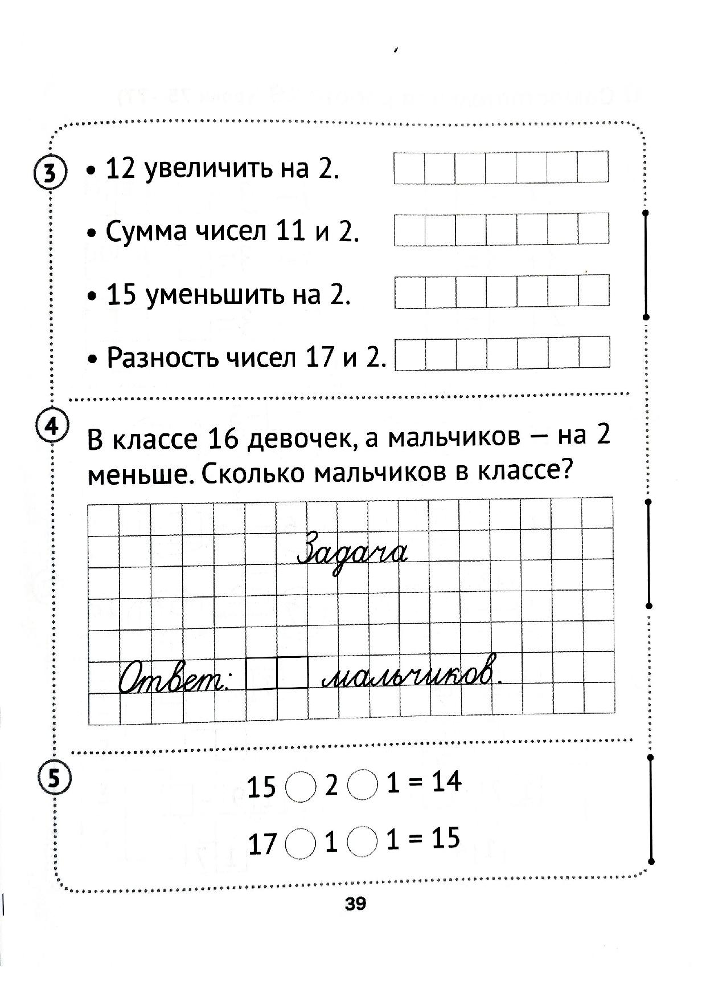 3
• 12 увеличить на 2.
• Сумма чисел 11 и 2.
• 15 уменьшить на 2.
• Разность чисел 17 и 2.
4
В классе 16 девочек, а мальчиков — на 2
меньше. Сколько мальчиков в классе?
Задача
Ответ: мальчиков.
5
15 ◯ 2 ◯ 1 = 14
17 ◯ 1 ◯ 1 = 15
39